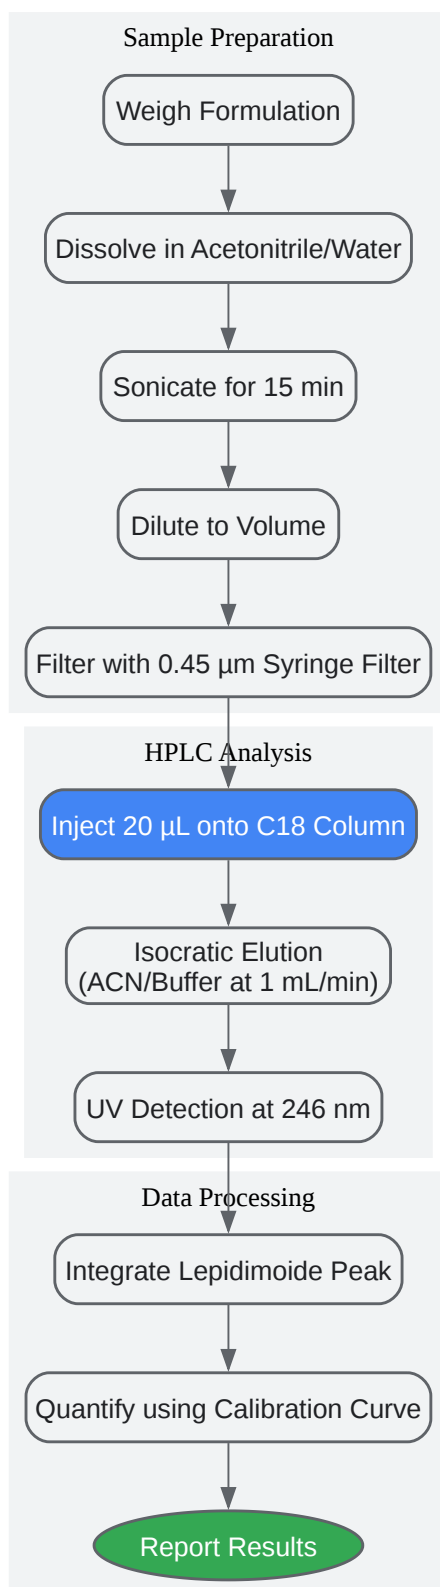 Sample Preparation
Weigh Formulation
Dissolve in Acetonitrile/Water
Sonicate for 15 min
Dilute to Volume
Filter with 0.45 µm Syringe Filter
HPLC Analysis
Inject 20 µL onto C18 Column
Isocratic Elution
(ACN/Buffer at 1 mL/min)
UV Detection at 246 nm
Data Processing
Integrate Lepidimoide Peak
Quantify using Calibration Curve
Report Results